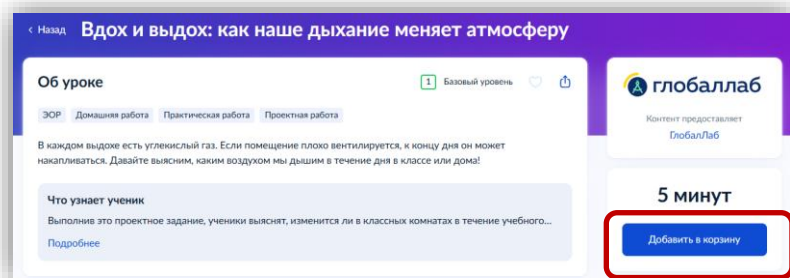 ‹ Назад Вдох и выдох: как наше дыхание меняет атмосферу
Об уроке
1 Базовый уровень
ЭОР Домашняя работа Практическая работа Проектная работа
В каждом выдохе есть углекислый газ. Если помещение плохо вентилируется, к концу дня он может
накапливаться. Давайте выясним, каким воздухом мы дышим в течение дня в классе или дома!
Что узнает ученик
Выполнив это проектное задание, ученики выяснят, изменится ли в классных комнатах в течение учебного...
Подробнее
глобаллаб
Контент предоставляет
ГлобалЛаб
5 минут
Добавить в корзину